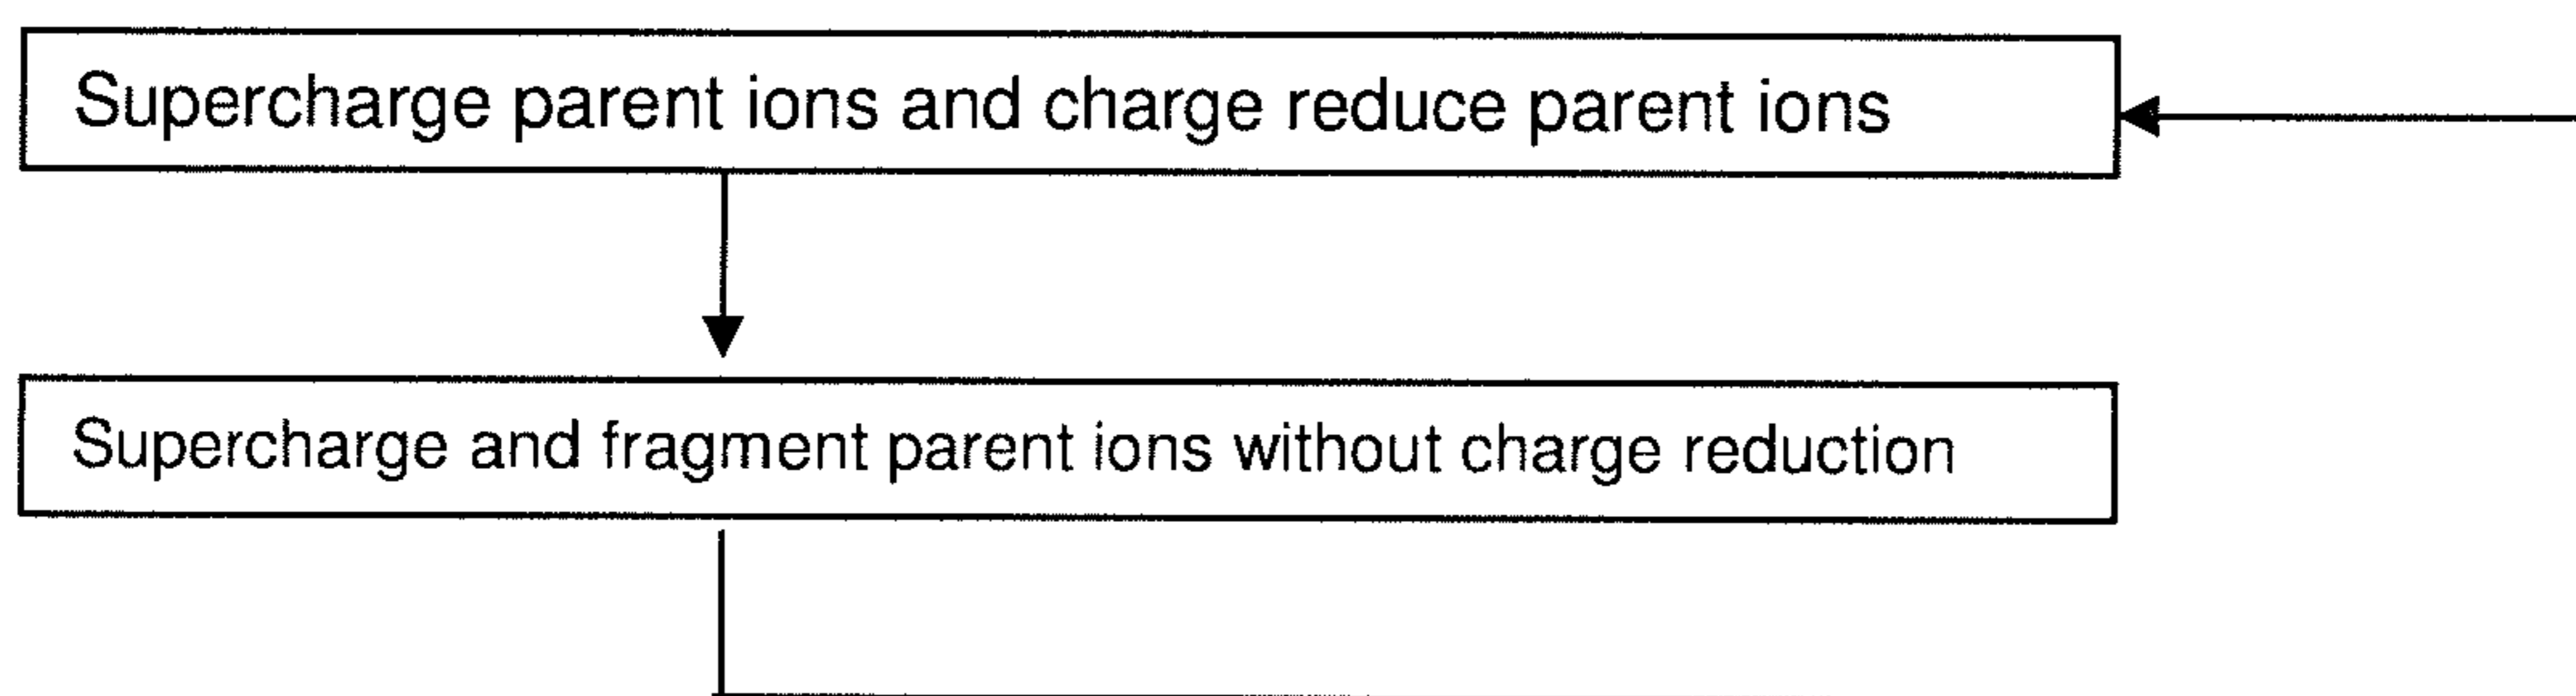 Supercharge parent ions and charge reduce parent ions
Supercharge and fragment parent ions without charge reduction